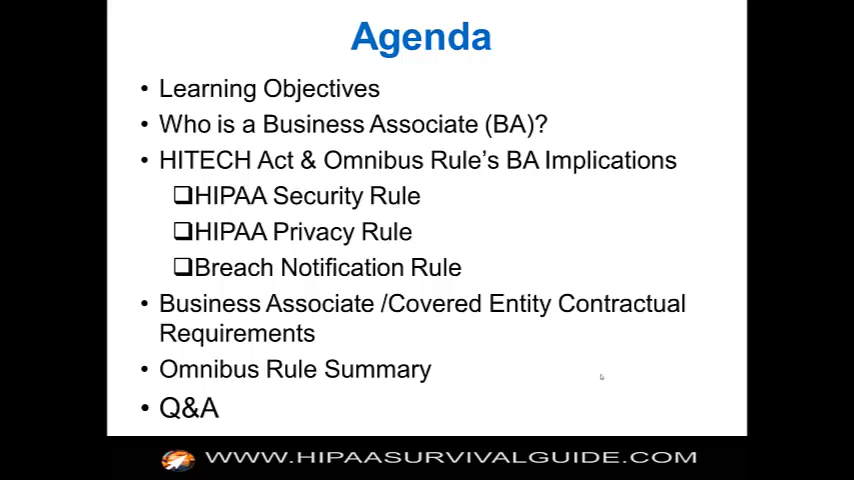 Agenda
• Learning Objectives
• Who is a Business Associate (BA)?
• HITECH Act & Omnibus Rule's BA Implications
❑HIPAA Security Rule
❑HIPAA Privacy Rule
❑Breach Notification Rule
• Business Associate /Covered Entity Contractual
Requirements
• Omnibus Rule Summary
• Q&A
WWW.HIPAASURVIVALGUIDE.COM